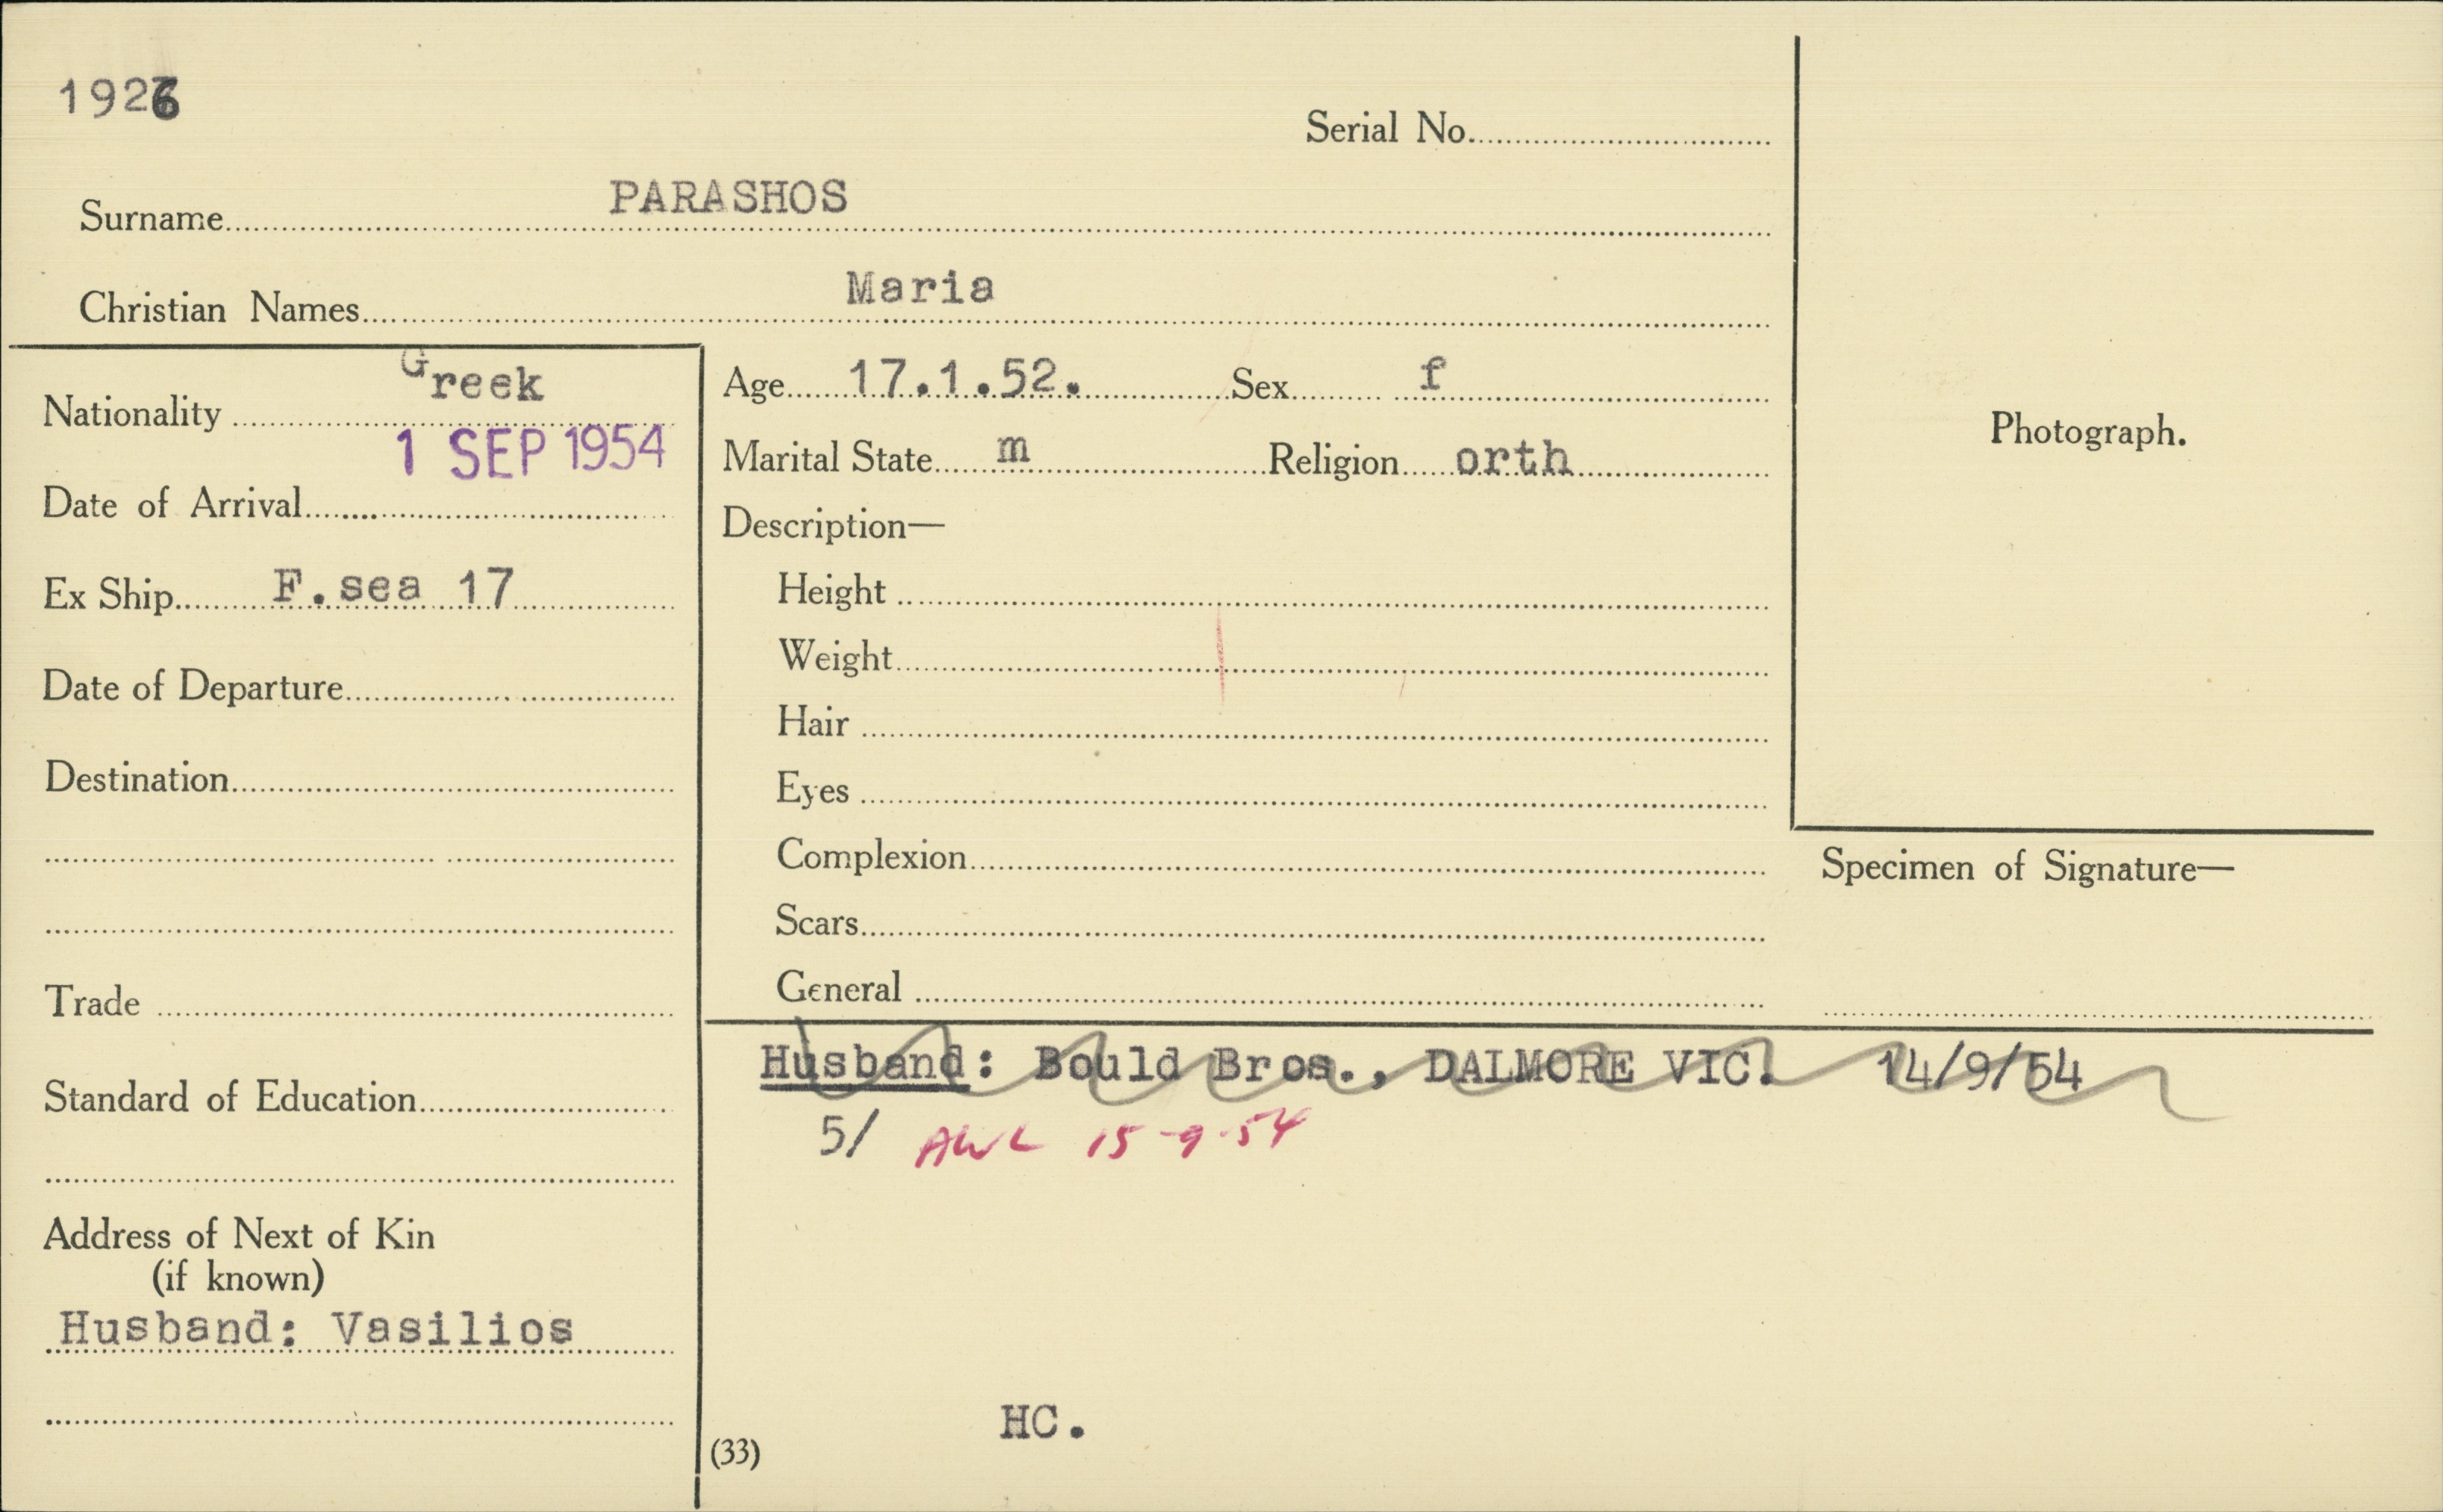 1926
Serial No.
Surname PARASHOS
Christian Names Maria
Nationality Greek
Date of Arrival 1 SEP 1954
Ex Ship F.sea 17
Date of Departure
Destination
Trade
Standard of Education
Address of Next of Kin
(if known)
Husband: Vasilios
Age 17.1.52. Sex f
Marital State m Religion orth
Description—
Height
Weight
Hair
Eyes
Complexion
Scars
General
Photograph.
Specimen of Signature—
Husband: Bould Bros., DALMORE VIC. 14/9/54
5/ AWL 15-9-54
HC.
(33)